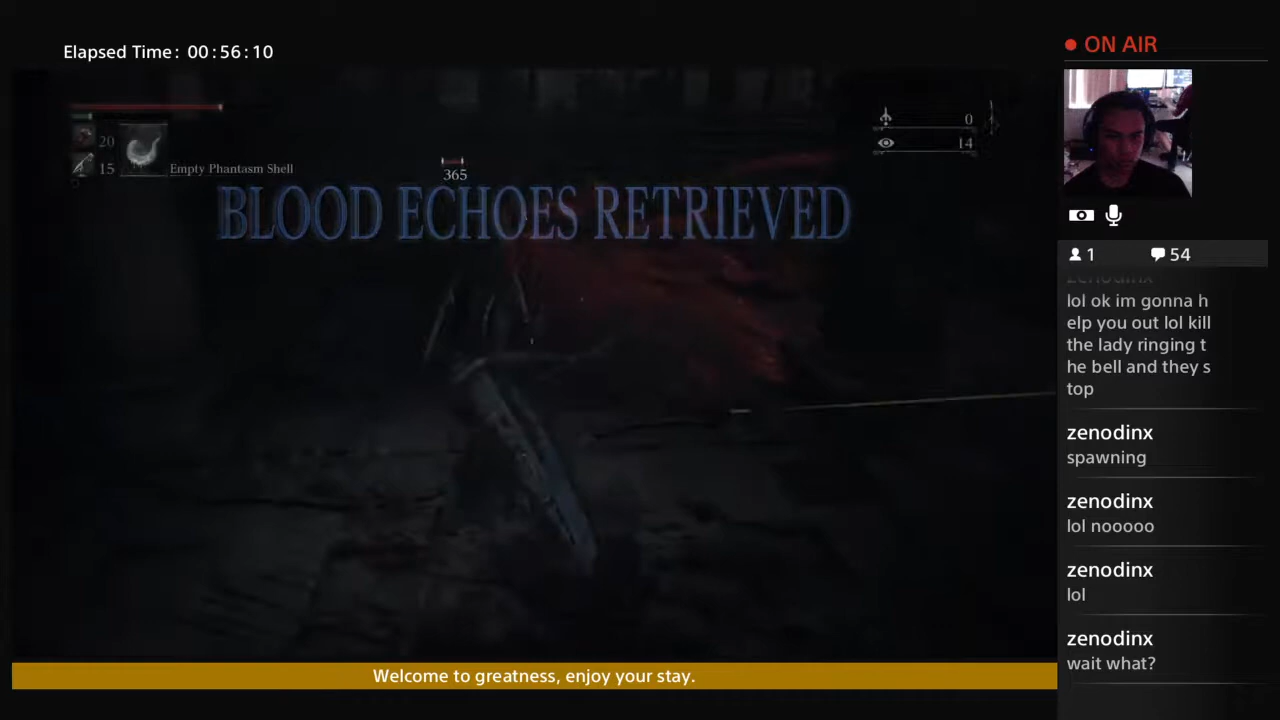 Elapsed Time: 00:56:10
ON AIR
0
14
20
15
Empty Phantasm Shell
365
BLOOD ECHOES RETRIEVED
1
54
zenodinx
lol ok im gonna h
elp you out lol kill
the lady ringing t
he bell and they s
top
zenodinx
spawning
zenodinx
lol nooooo
zenodinx
lol
zenodinx
wait what?
Welcome to greatness, enjoy your stay.